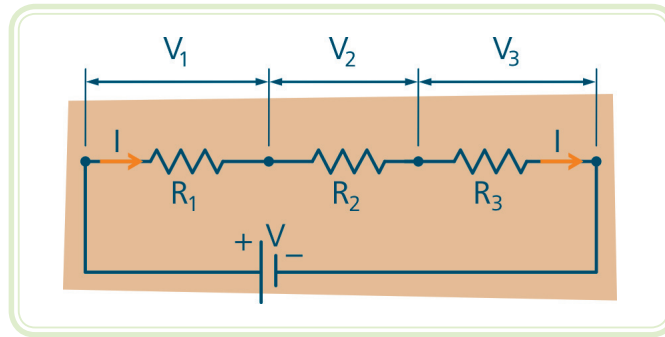 V₁ V₂ V₃
I I
R₁ R₂ R₃
+ V −